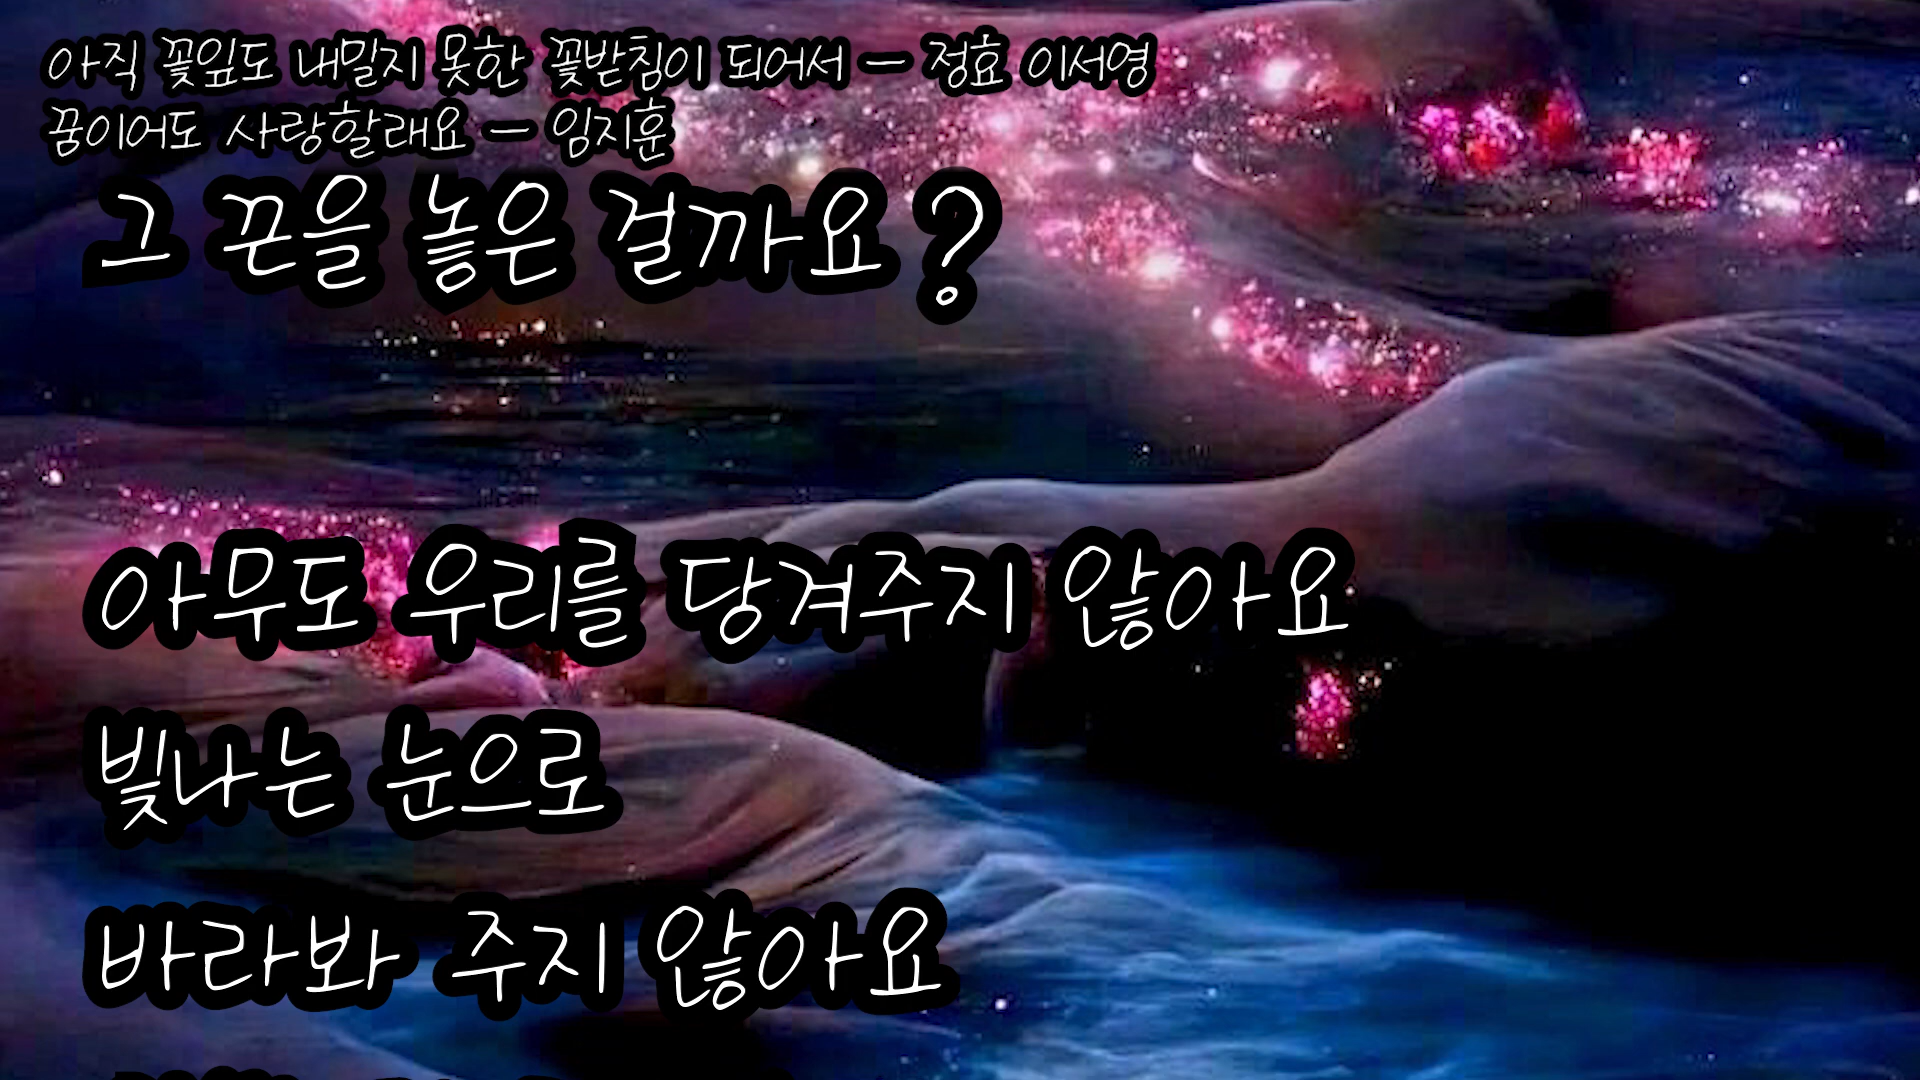 아직 꽃잎도 내밀지 못한 꽃받침이 되어서 - 정효 이서영
꿈이어도 사랑할래요 - 임지훈
그 끈을 놓은 걸까요?
아무도 우리를 당겨주지 않아요
빛나는 눈으로
바라봐 주지 않아요